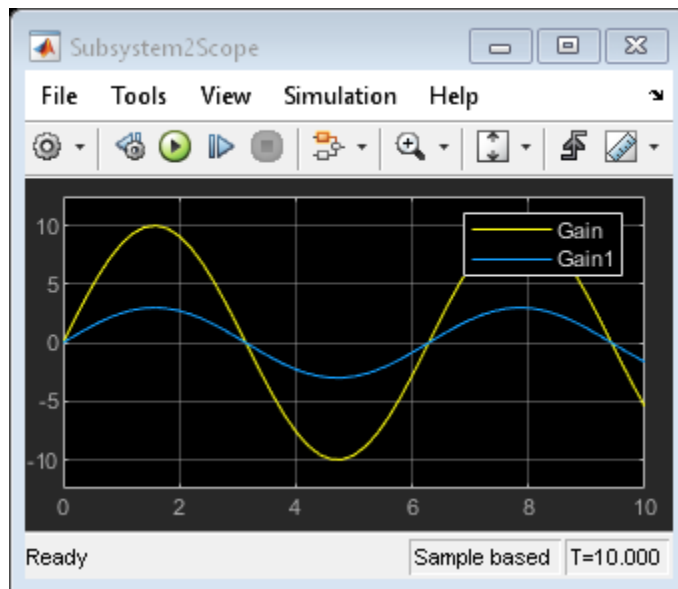 Subsystem2Scope
File Tools View Simulation Help
Gain
Gain1
10
5
0
-5
-10
0 2 4 6 8 10
Ready Sample based T=10.000